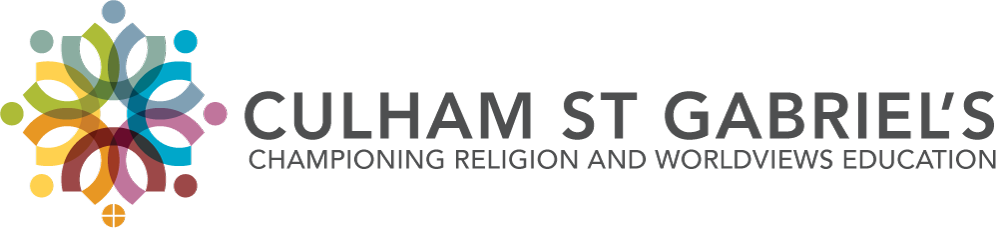 CULHAM ST GABRIEL’S
CHAMPIONING RELIGION AND WORLDVIEWS EDUCATION